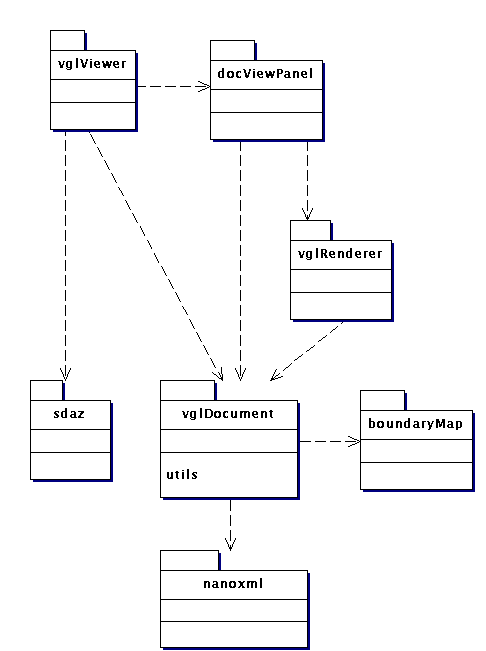 vglViewer
docViewPanel
vglRenderer
sdaz
vglDocument
utils
boundaryMap
nanoxml